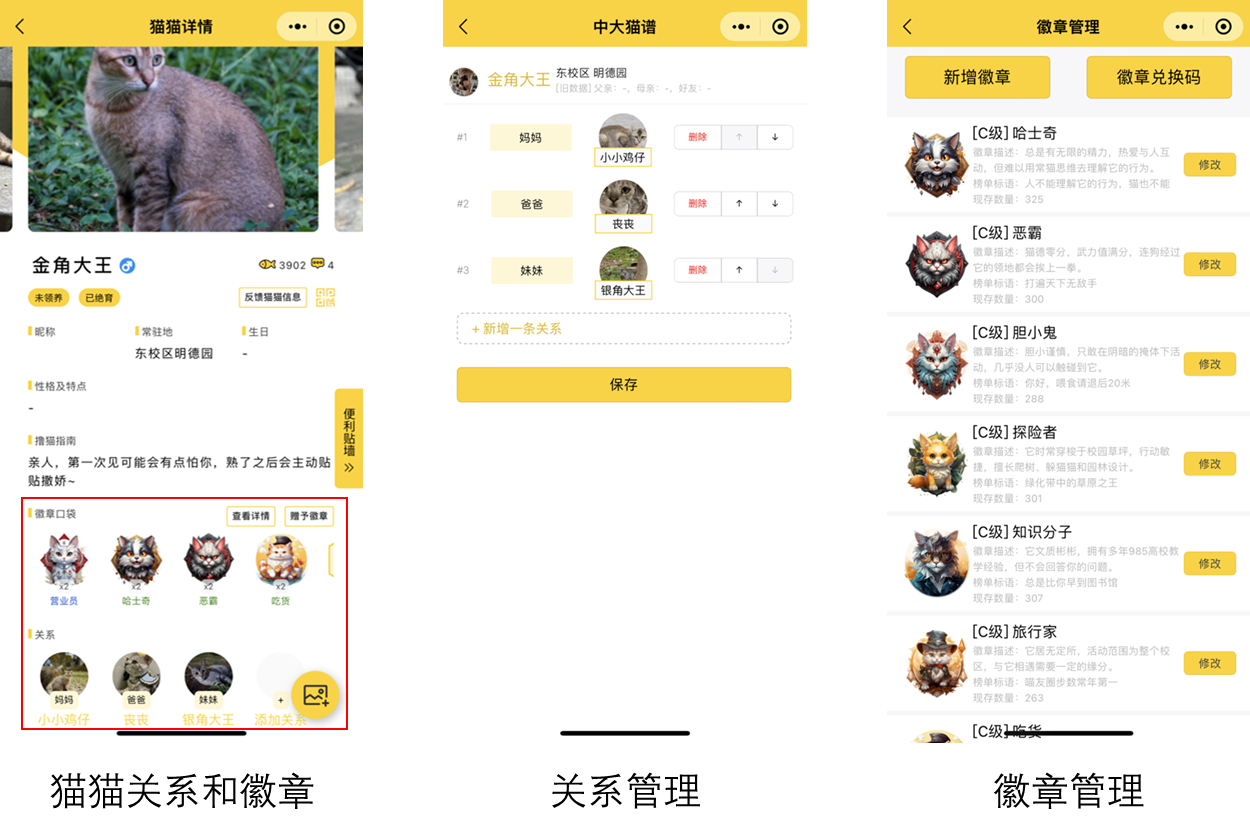 猫猫详情
金角大王
3902
4
未领养
已绝育
反馈猫猫信息
昵称
常驻地
生日
东校区明德园
-
性格及特点
-
便利贴墙
撸猫指南
亲人，第一次见可能会有点怕你，熟了之后会主动贴
贴撒娇~
徽章口袋
查看详情
赠予徽章
x2
x2
x2
x2
营业员
哈士奇
恶霸
吃货
关系
妈妈
爸爸
妹妹
+
小小鸡仔
丧丧
银角大王
添加关系
猫猫关系和徽章
中大猫谱
金角大王
东校区 明德园
[旧数据] 父亲：-，母亲：-，好友：-
#1
妈妈
小小鸡仔
删除
↑
↓
#2
爸爸
丧丧
删除
↑
↓
#3
妹妹
银角大王
删除
↑
↓
+ 新增一条关系
保存
关系管理
徽章管理
新增徽章
徽章兑换码
[C级] 哈士奇
徽章描述：总是有无限的精力，热爱与人互
动，但难以用常猫思维去理解它的行为。
榜单标语：人不能理解它的行为，猫也不能
现存数量：325
修改
[C级] 恶霸
徽章描述：猫德零分，武力值满分，连狗经过
它的领地都会挨上一拳。
榜单标语：打遍天下无敌手
现存数量：300
修改
[C级] 胆小鬼
徽章描述：胆小谨慎，只敢在阴暗的掩体下活
动，几乎没人可以触碰到它。
榜单标语：你好，喂食请退后20米
现存数量：288
修改
[C级] 探险者
徽章描述：它时常穿梭于校园草坪，行动敏
捷，擅长爬树、躲猫猫和园林设计。
榜单标语：绿化带中的草原之王
现存数量：301
修改
[C级] 知识分子
徽章描述：它文质彬彬，拥有多年985高校教
学经验，但不会回答你的问题。
榜单标语：总是比你早到图书馆
现存数量：307
修改
[C级] 旅行家
徽章描述：它居无定所，活动范围为整个校
区，与它相遇需要一定的缘分。
榜单标语：喵友圈步数常年第一
现存数量：263
修改
[C级] 吃货
徽章管理